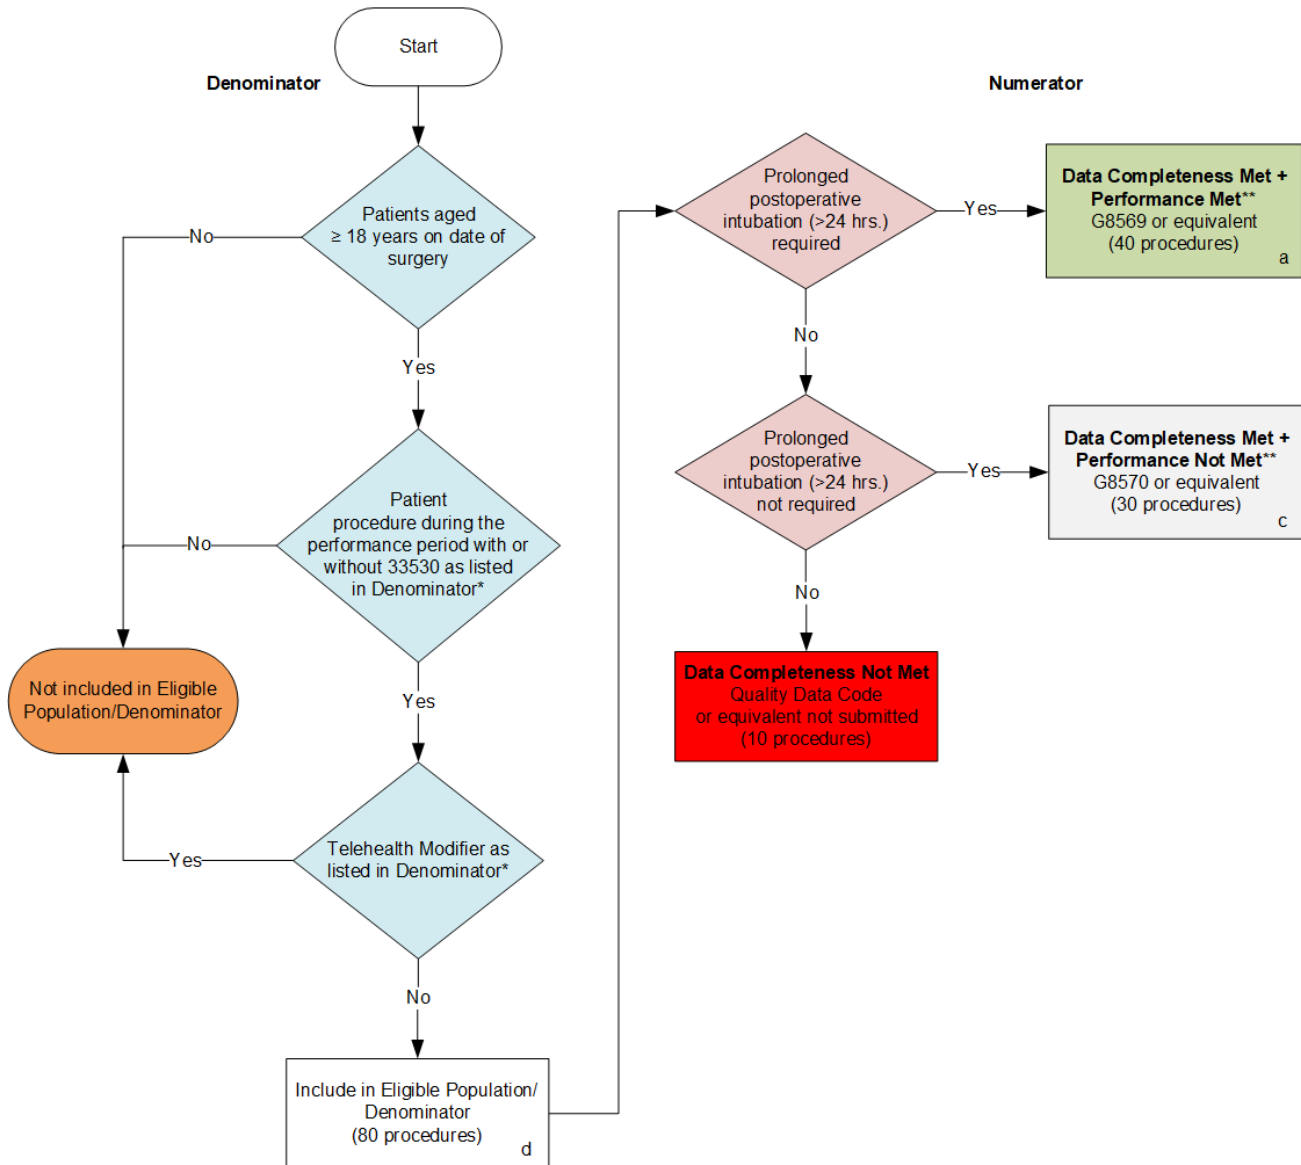 Start
Denominator
Patients aged
≥ 18 years on date of
surgery
No
Yes
Patient
procedure during the
performance period with or
without 33530 as listed
in Denominator*
No
Yes
Not included in Eligible
Population/Denominator
Telehealth Modifier as
listed in Denominator*
Yes
No
Include in Eligible Population/
Denominator
(80 procedures)
d
Numerator
Prolonged
postoperative
intubation (>24 hrs.)
required
Yes
Data Completeness Met +
Performance Met**
G8569 or equivalent
(40 procedures)
a
No
Prolonged
postoperative
intubation (>24 hrs.)
not required
Yes
Data Completeness Met +
Performance Not Met**
G8570 or equivalent
(30 procedures)
c
No
Data Completeness Not Met
Quality Data Code
or equivalent not submitted
(10 procedures)